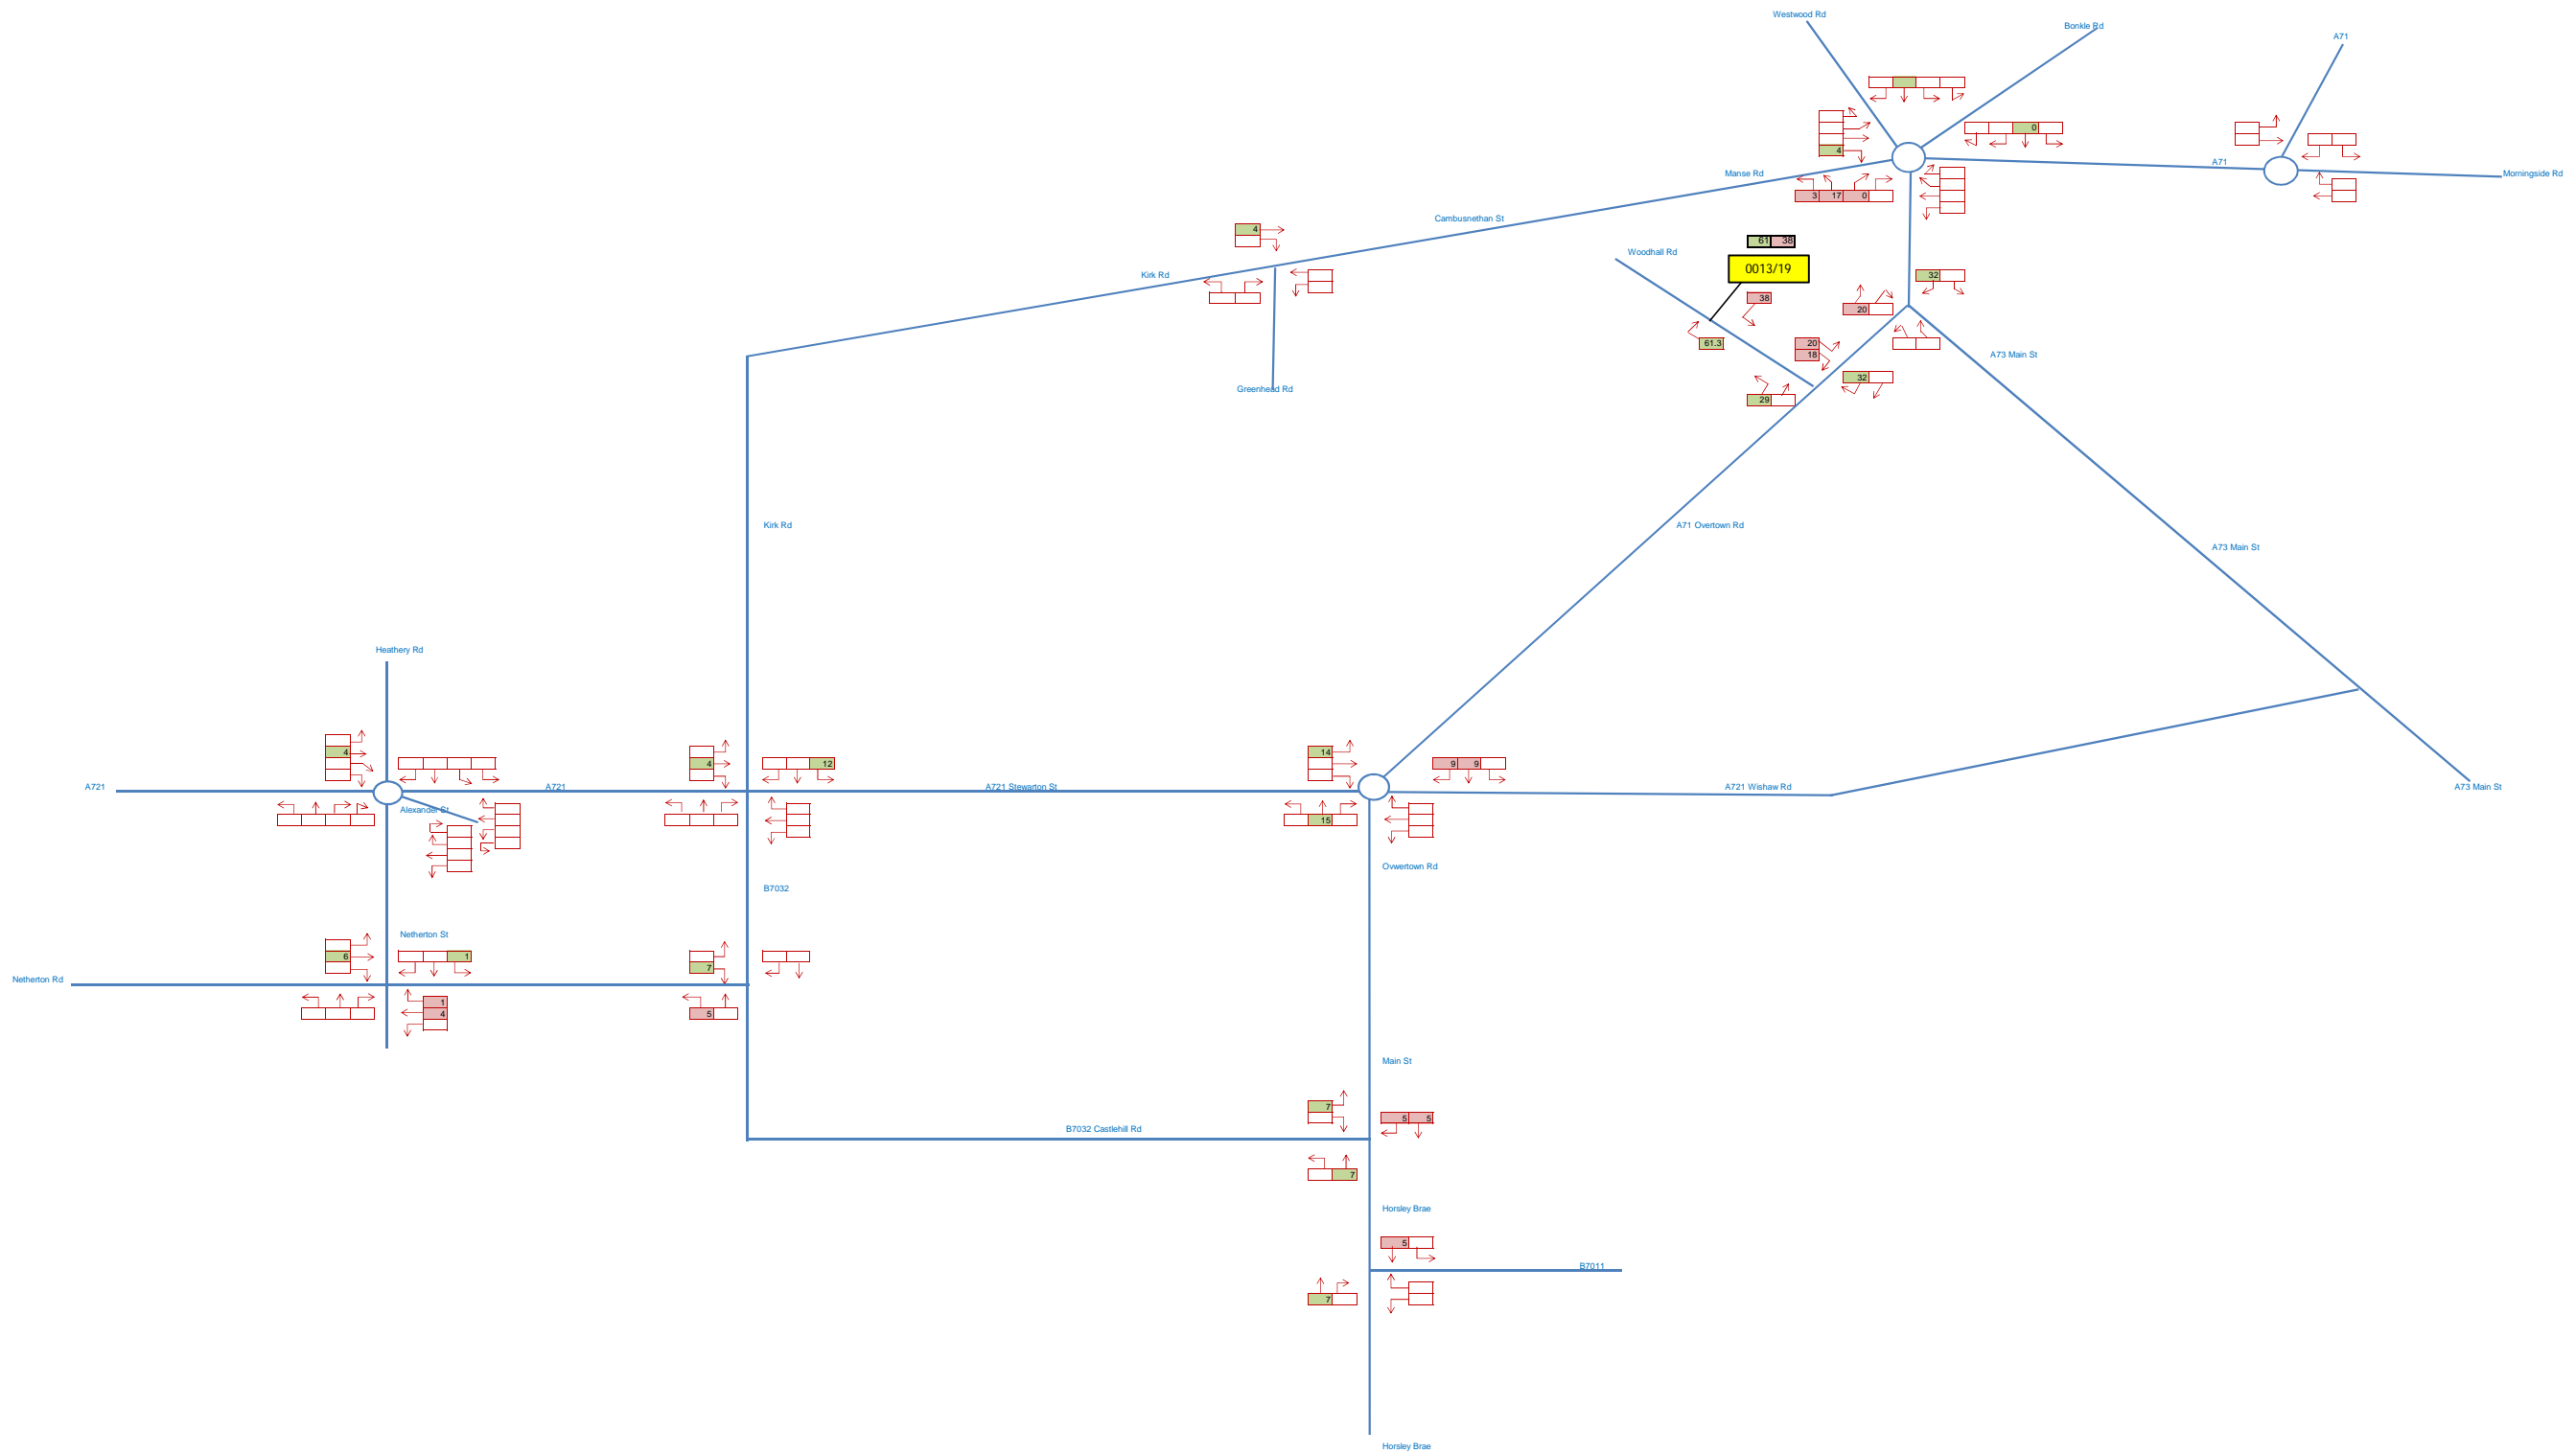 Westwood Rd
Bonkle Rd
A71
0
4
A71
Manse Rd
Morningside Rd
3 17 0
Cambusnethan St
4
61 38
Woodhall Rd
0013/19
Kirk Rd
32
38
20
61.3
20
18
A73 Main St
32
Greenhead Rd
29
Kirk Rd
A71 Overtown Rd
A73 Main St
Heathery Rd
4
4
12
14
9 9
A721
A721
A721 Stewarton St
A721 Wishaw Rd
A73 Main St
Alexander St
15
Ovwertown Rd
B7032
Netherton St
6
1
7
Netherton Rd
1
4
5
Main St
7
5 5
B7032 Castlehill Rd
7
Horsley Brae
5
B7011
7
Horsley Brae